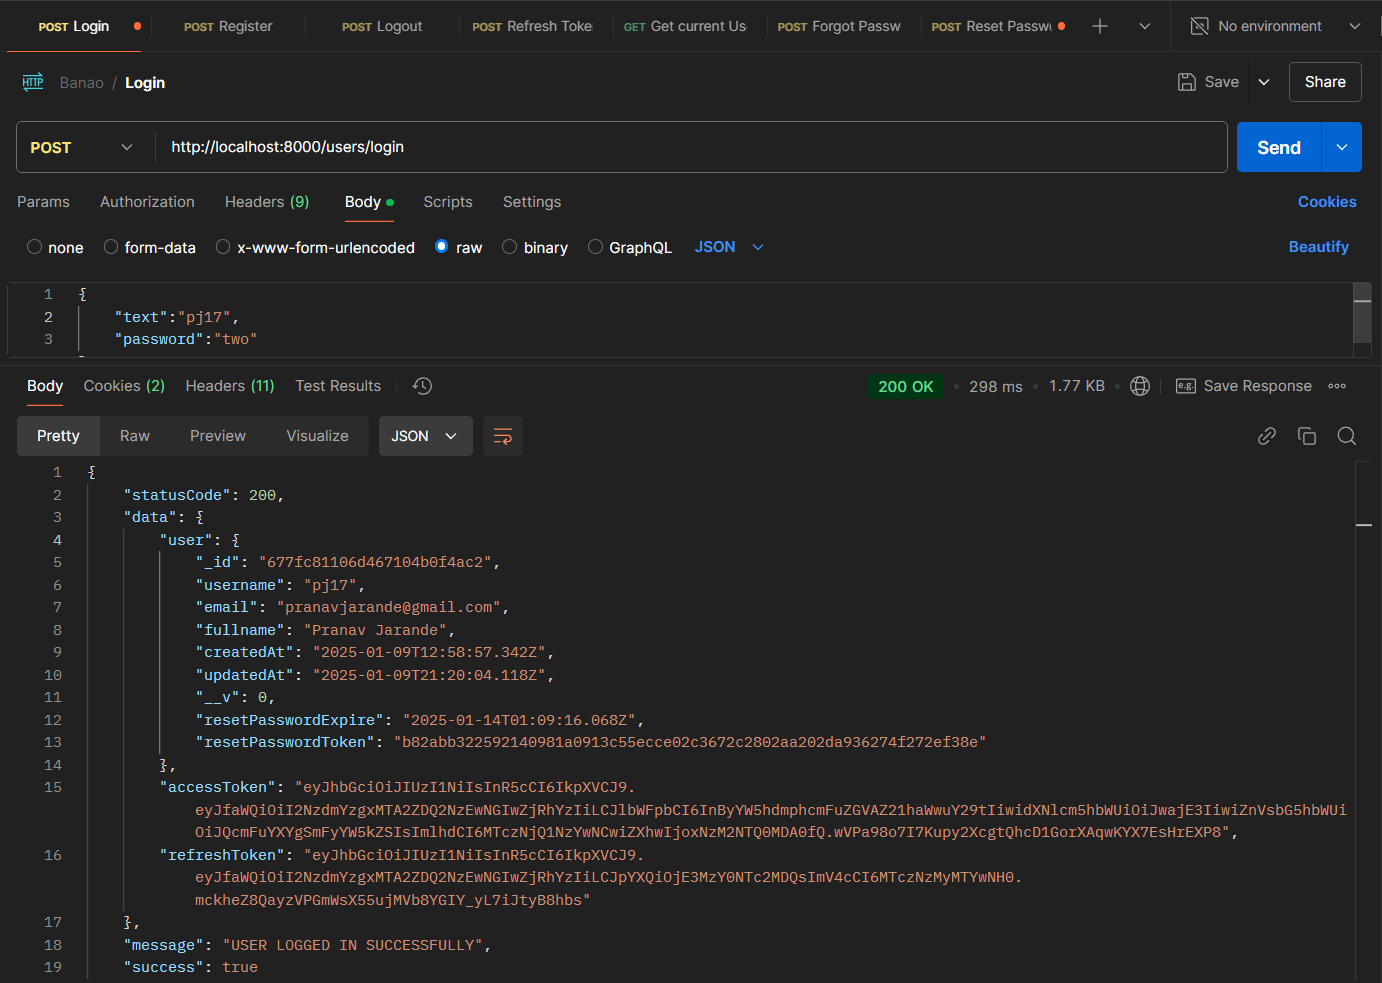 POST Login
POST Register
POST Logout
POST Refresh Toke
GET Get current Us
POST Forgot Passw
POST Reset Passw
No environment
HTTP Banao / Login
Save
Share
POST
http://localhost:8000/users/login
Send
Params Authorization Headers (9) Body Scripts Settings
Cookies
none form-data x-www-form-urlencoded raw binary GraphQL JSON
Beautify
1 {
2 "text":"pj17",
3 "password":"two"
Body Cookies (2) Headers (11) Test Results
200 OK • 298 ms • 1.77 KB • e.g. Save Response
Pretty Raw Preview Visualize JSON
1 {
2 "statusCode": 200,
3 "data": {
4 "user": {
5 "_id": "677fc81106d467104b0f4ac2",
6 "username": "pj17",
7 "email": "pranavjarande@gmail.com",
8 "fullname": "Pranav Jarande",
9 "createdAt": "2025-01-09T12:58:57.342Z",
10 "updatedAt": "2025-01-09T21:20:04.118Z",
11 "__v": 0,
12 "resetPasswordExpire": "2025-01-14T01:09:16.068Z",
13 "resetPasswordToken": "b82abb322592140981a0913c55ecce02c3672c2802aa202da936274f272ef38e"
14 },
15 "accessToken": "eyJhbGciOiJIUzI1NiIsInR5cCI6IkpXVCJ9.
eyJfaWQiOiI2NzdmYzgxMTA2ZDQ2NzEwNGIwZjRhYzIiLCJlbWFpbCI6InByYW5hdmphcmFuZGVAZ21haWwuY29tIiwidXNlcm5hbWUiOiJwajE3IiwiZnVsbG5hbWUi
OiJQcmFuYXYgSmFyYW5kZSIsImlhdCI6MTczNjQ1NzYwNCwiZXhwIjoxNzM2NTQ0MDA0fQ.wVPa98o7I7Kupy2XcgtQhcD1GorXAqwKYX7EsHrEXP8",
16 "refreshToken": "eyJhbGciOiJIUzI1NiIsInR5cCI6IkpXVCJ9.
eyJfaWQiOiI2NzdmYzgxMTA2ZDQ2NzEwNGIwZjRhYzIiLCJpYXQiOjE3MzY0NTc2MDQsImV4cCI6MTczNzMyMTYwNH0.
mckheZ8QayzVPGmWsX55ujMVb8YGIY_yL7iJtyB8hbs"
17 },
18 "message": "USER LOGGED IN SUCCESSFULLY",
19 "success": true